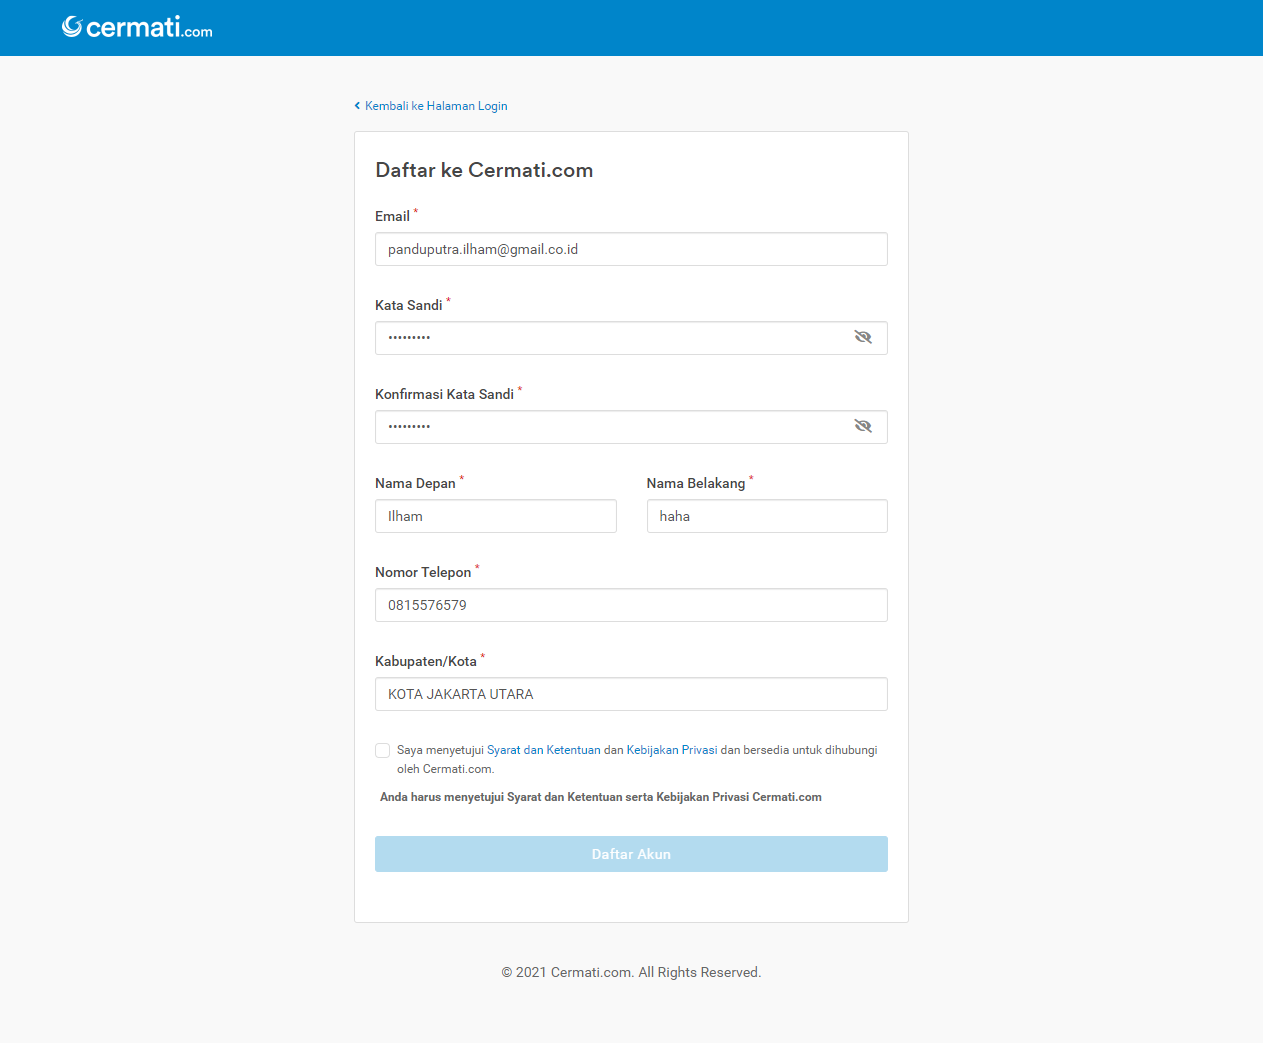 cermati.com
Kembali ke Halaman Login
Daftar ke Cermati.com
Email *
panduputra.ilham@gmail.co.id
Kata Sandi *
•••••••••
Konfirmasi Kata Sandi *
•••••••••
Nama Depan *
Nama Belakang *
Ilham
haha
Nomor Telepon *
0815576579
Kabupaten/Kota *
KOTA JAKARTA UTARA
Saya menyetujui Syarat dan Ketentuan dan Kebijakan Privasi dan bersedia untuk dihubungi
oleh Cermati.com.
Anda harus menyetujui Syarat dan Ketentuan serta Kebijakan Privasi Cermati.com
Daftar Akun
© 2021 Cermati.com. All Rights Reserved.